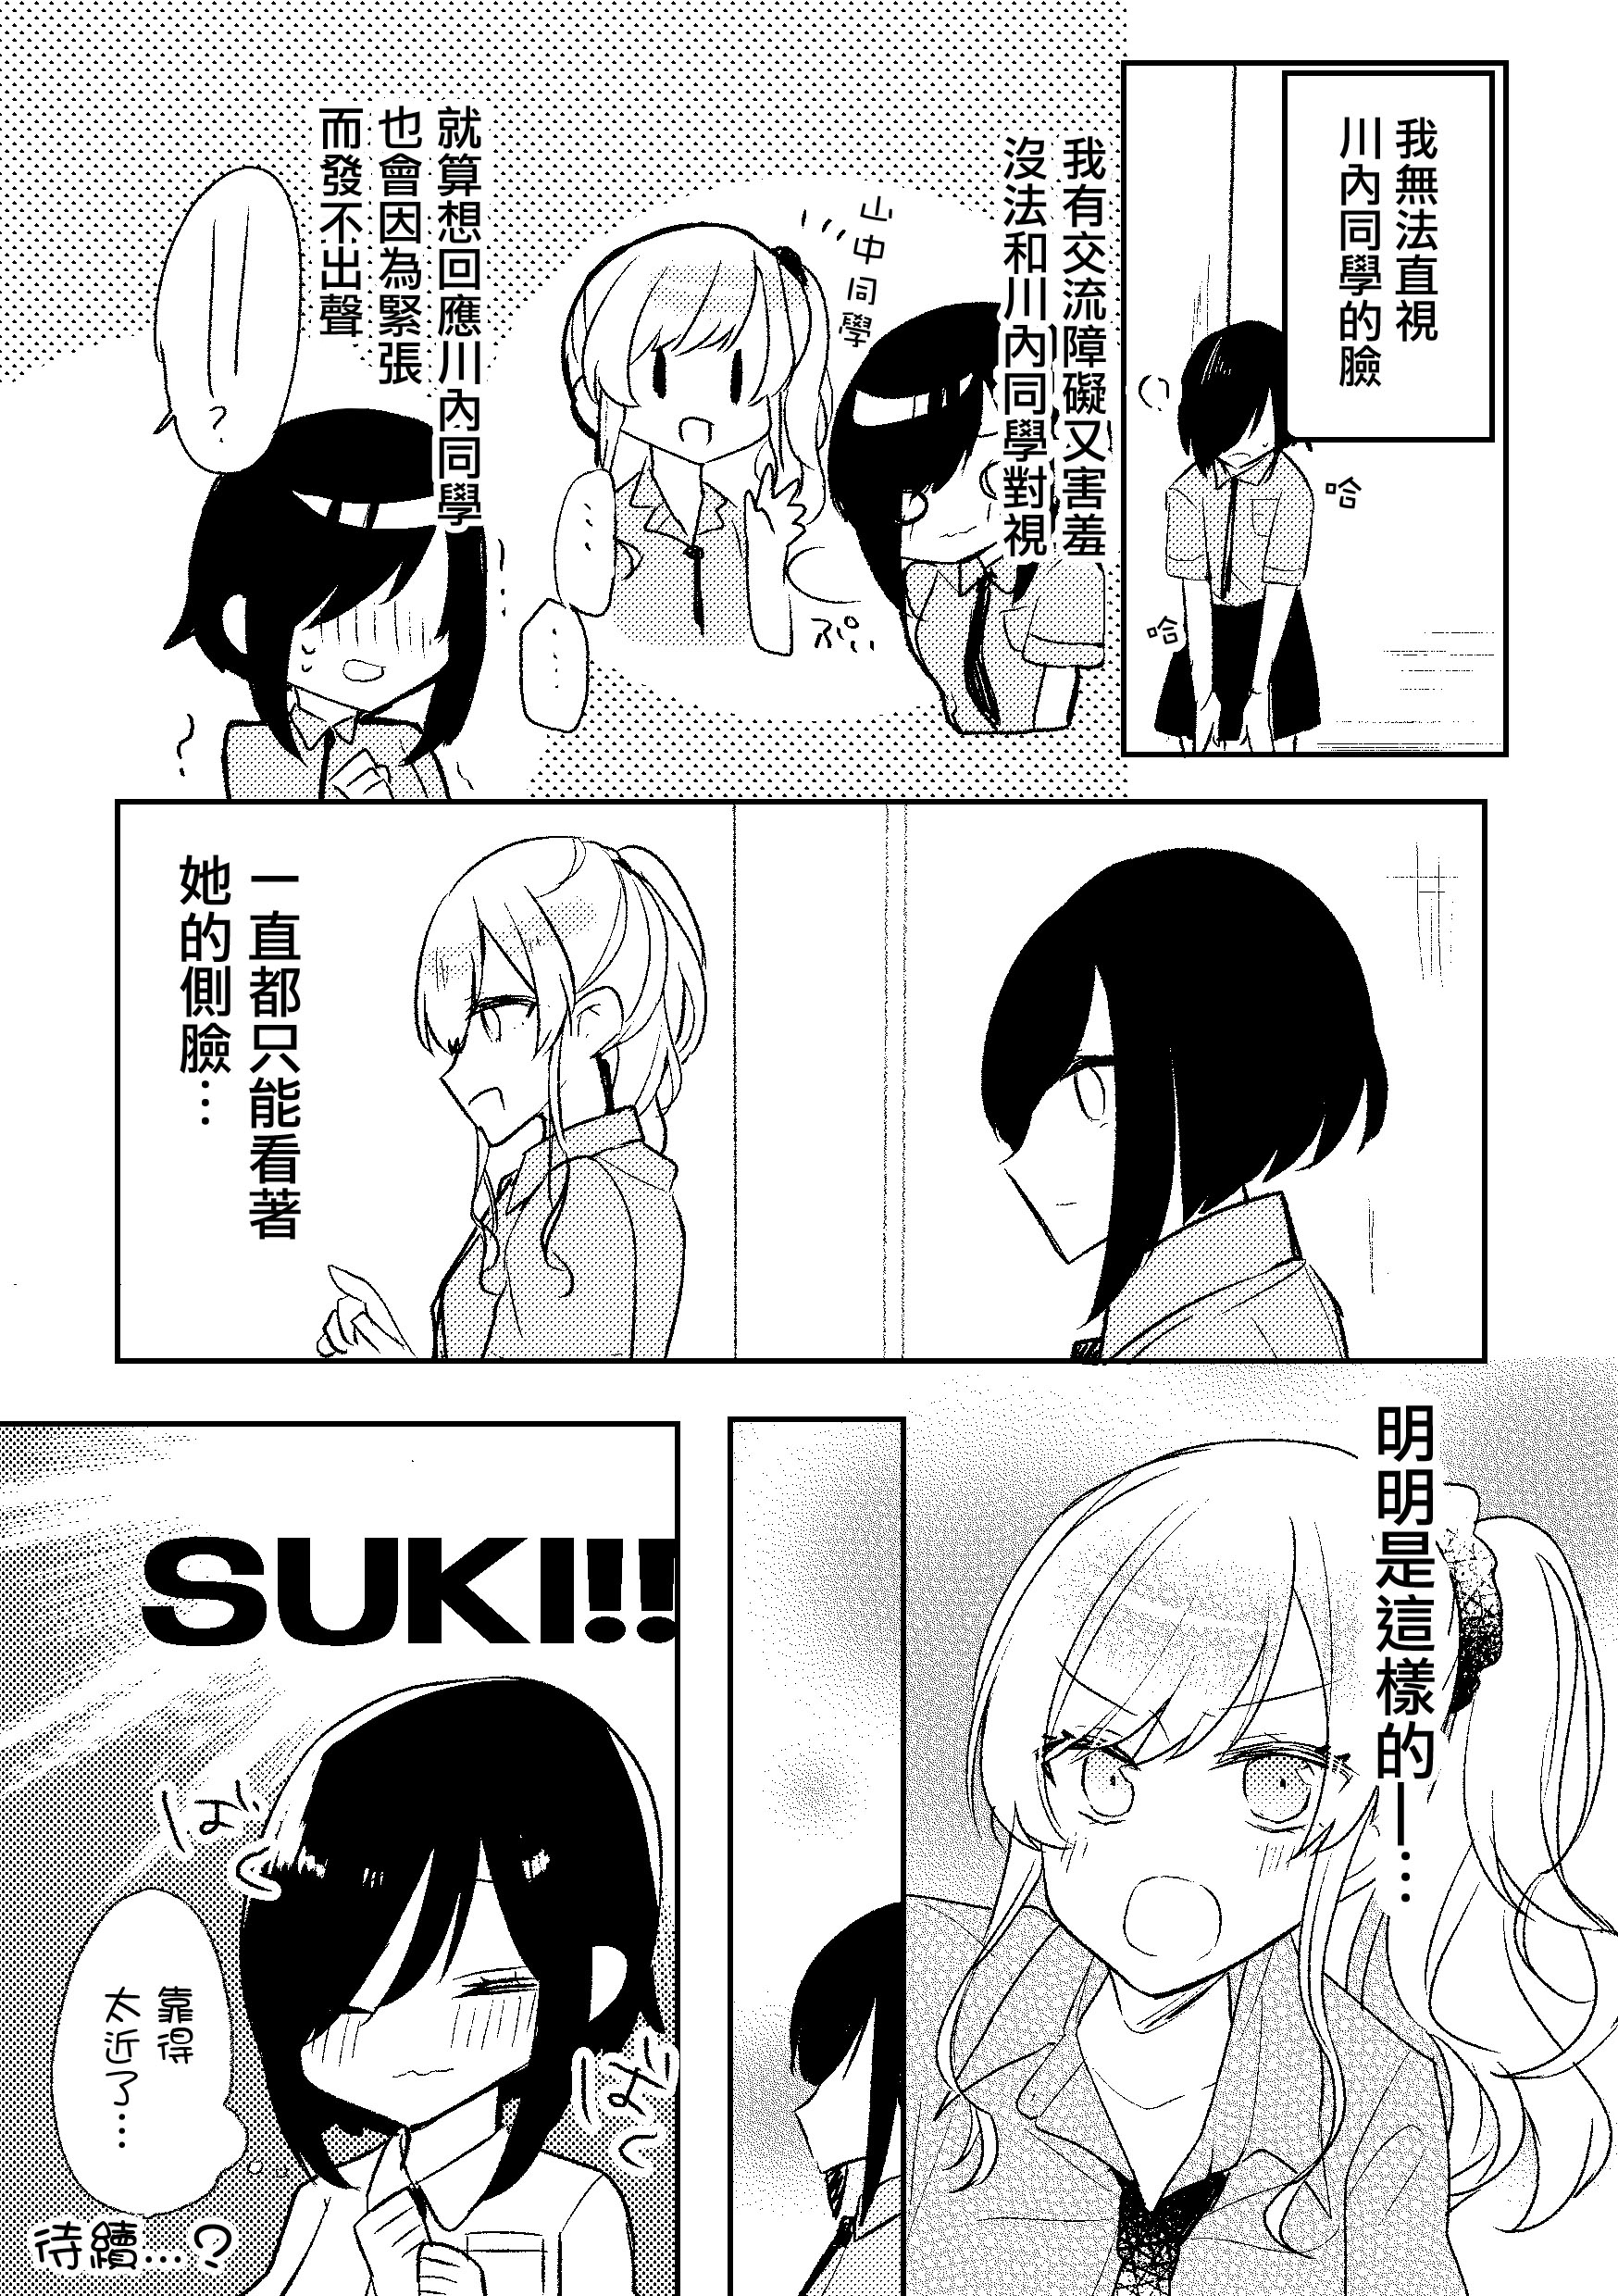 我無法直視
川內同學的臉
哈
哈
我有交流障礙又害羞
沒法和川內同學對視
山中同學
ぷい
就算想回應川內同學
也會因為緊張
而發不出聲
?
一直都只能看著
她的側臉…
明明是這樣的—…
SUKI!!
ばっ
ばっ
靠得
太近了…
待續…?